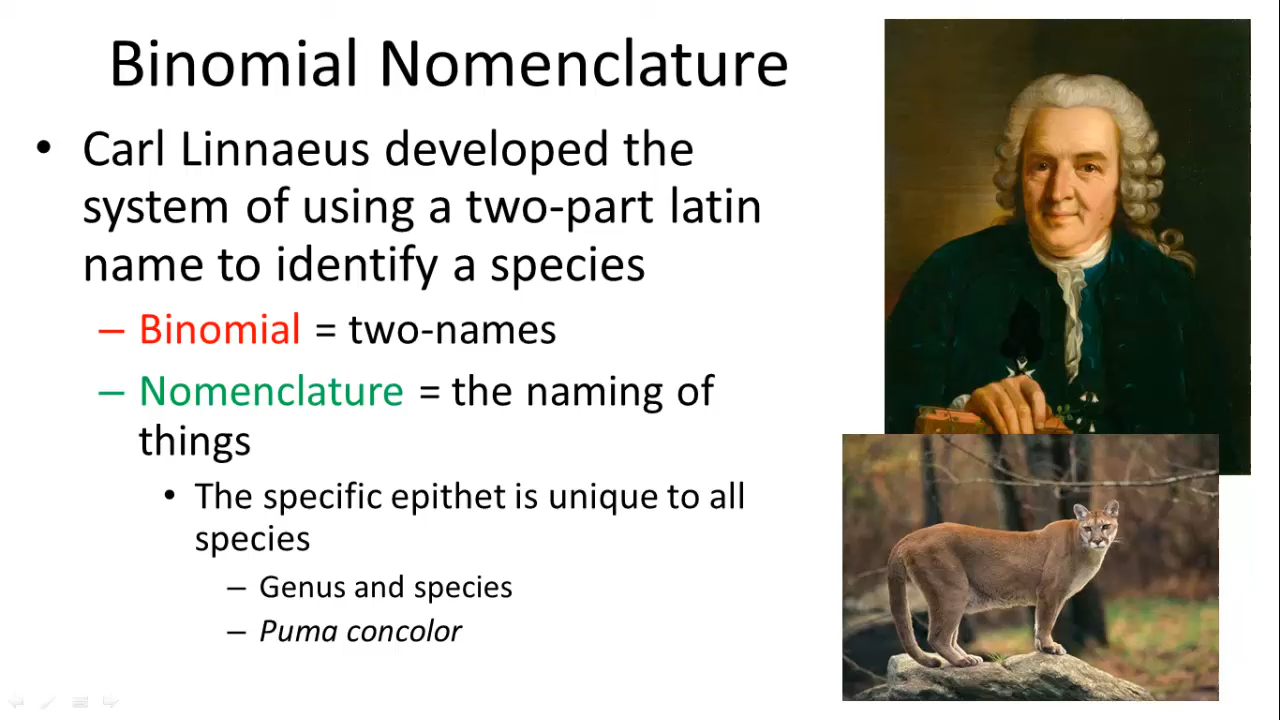 Binomial Nomenclature
• Carl Linnaeus developed the
system of using a two-part latin
name to identify a species
– Binomial = two-names
– Nomenclature = the naming of
things
• The specific epithet is unique to all
species
– Genus and species
– Puma concolor